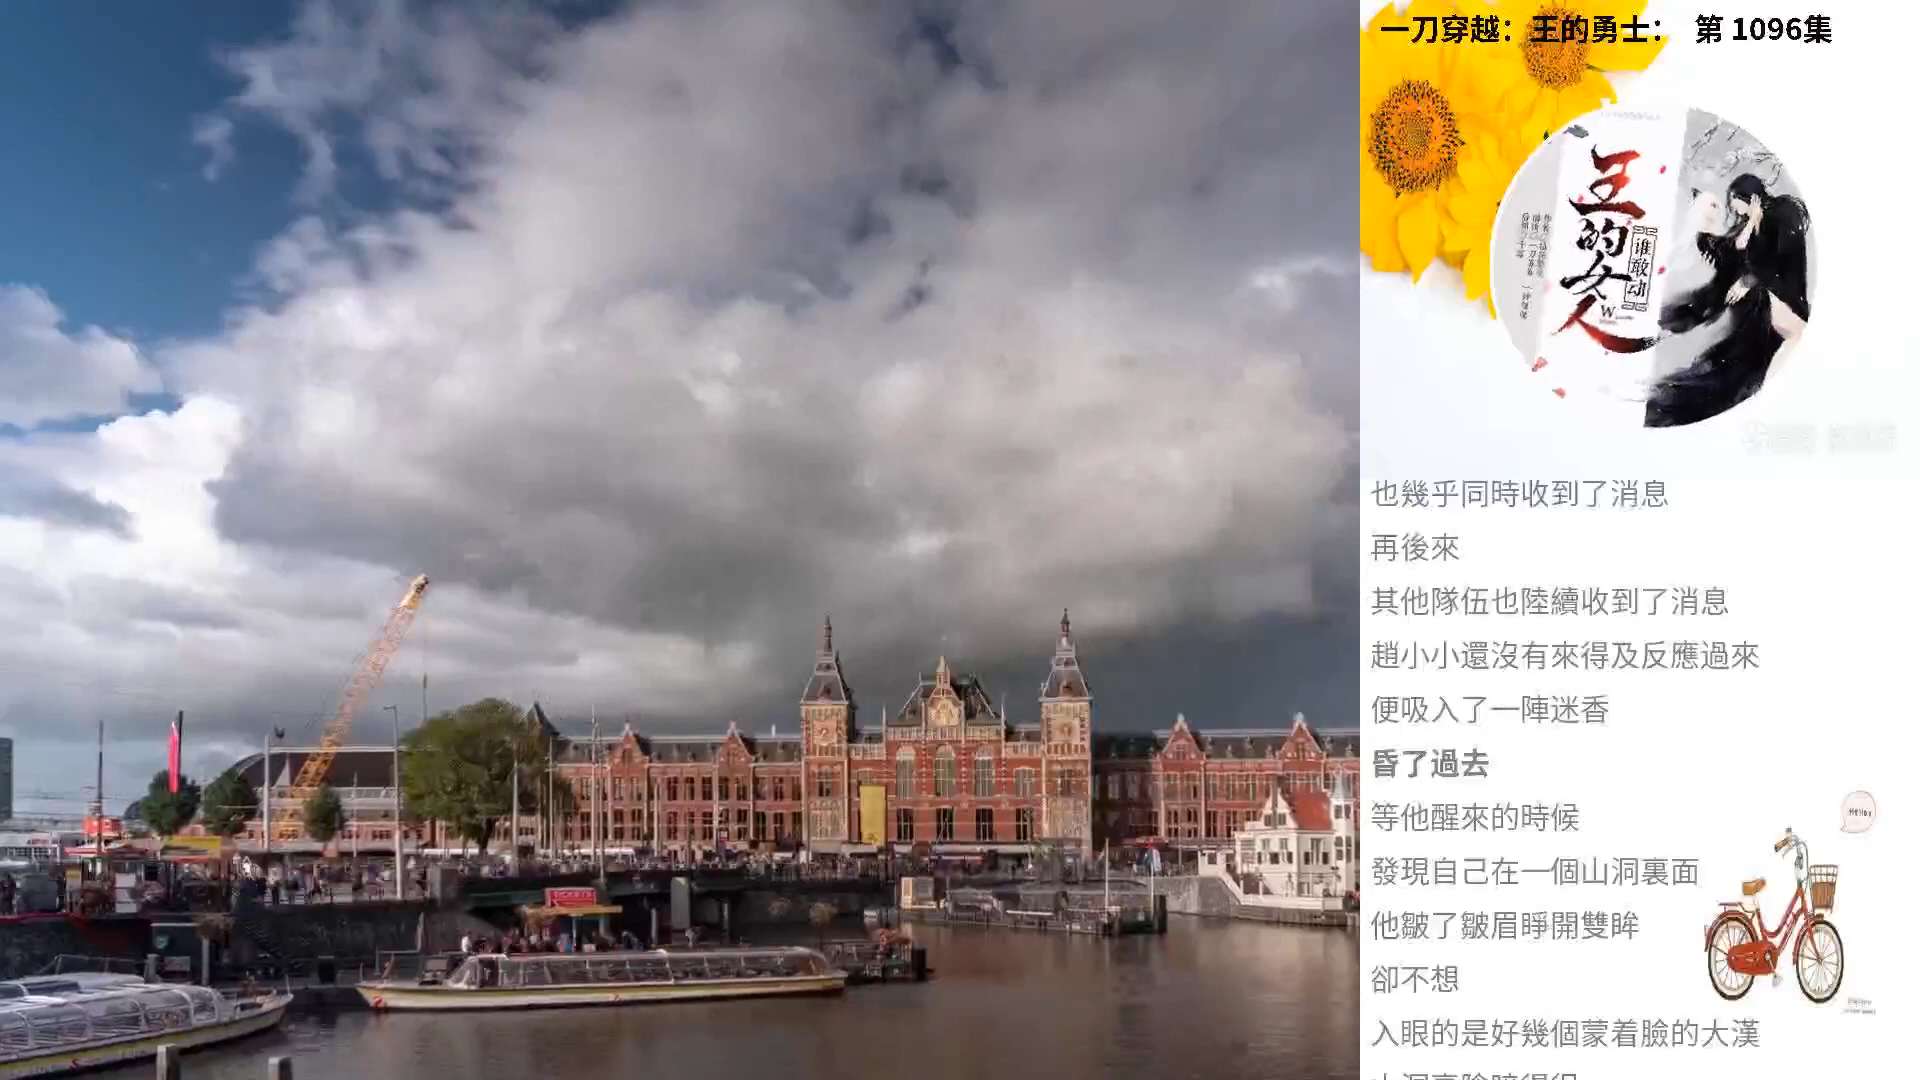 一刀穿越：王的勇士： 第 1096集
王的女人
谁敢动
W
也幾乎同時收到了消息
再後來
其他隊伍也陸續收到了消息
趙小小還沒有來得及反應過來
便吸入了一陣迷香
昏了過去
等他醒來的時候
發現自己在一個山洞裏面
他皺了皺眉睜開雙眸
卻不想
入眼的是好幾個蒙着臉的大漢
Hello
TICKETS